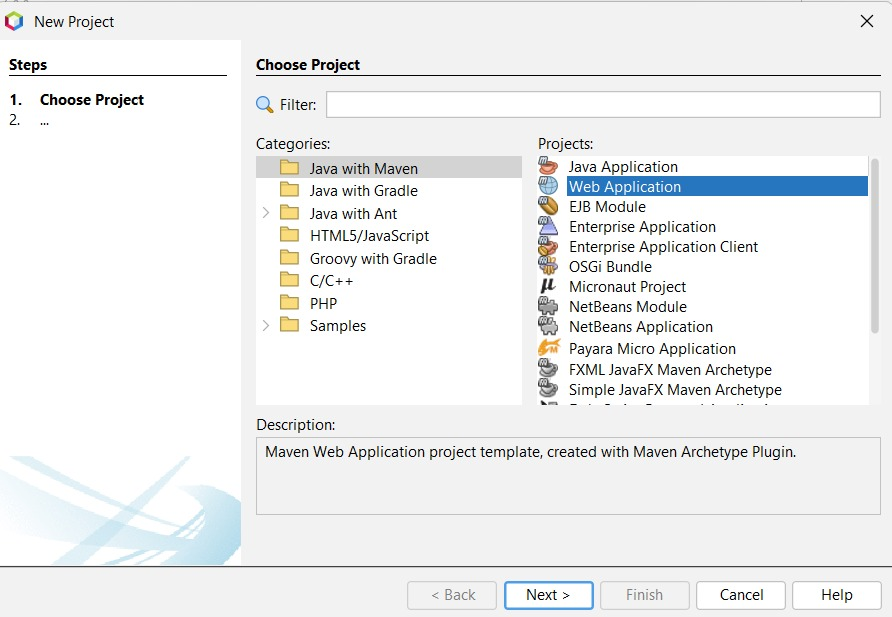 New Project
Steps
1. Choose Project
2. ...
Choose Project
Filter:
Categories:
Java with Maven
Java with Gradle
Java with Ant
HTML5/JavaScript
Groovy with Gradle
C/C++
PHP
Samples
Projects:
Java Application
Web Application
EJB Module
Enterprise Application
Enterprise Application Client
OSGi Bundle
Micronaut Project
NetBeans Module
NetBeans Application
Payara Micro Application
FXML JavaFX Maven Archetype
Simple JavaFX Maven Archetype
Description:
Maven Web Application project template, created with Maven Archetype Plugin.
< Back
Next >
Finish
Cancel
Help